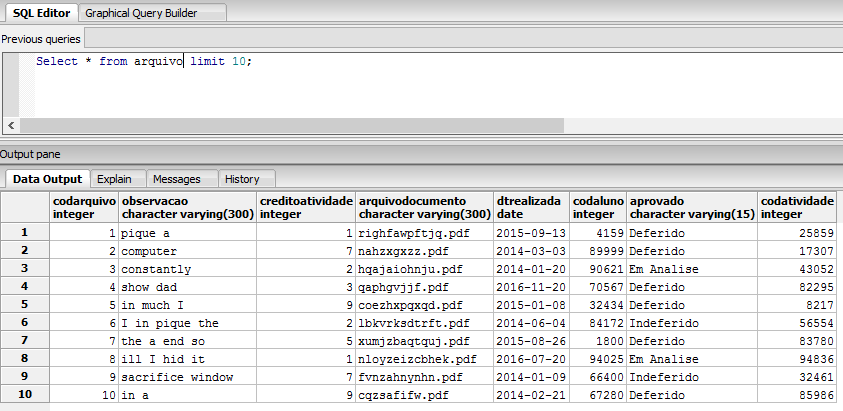 SQL Editor Graphical Query Builder
Previous queries
Select * from arquivo limit 10;
Output pane
Data Output Explain Messages History
codarquivo observacao creditoatividade arquivodocumento dtrealizada codaluno aprovado codatividade
integer character varying(300) integer character varying(300) date integer character varying(15) integer
1 1 pique a 1 righfawpftjq.pdf 2015-09-13 4159 Deferido 25859
2 2 computer 7 nahzxgxzz.pdf 2014-03-03 89999 Deferido 17307
3 3 constantly 2 hqajaiohnju.pdf 2014-01-20 90621 Em Analise 43052
4 4 show dad 3 qaphgvjjf.pdf 2016-11-20 70567 Deferido 82295
5 5 in much I 9 coezhxpgxqd.pdf 2015-01-08 32434 Deferido 8217
6 6 I in pique the 2 lbkvrksdtrft.pdf 2014-06-04 84172 Indeferido 56554
7 7 the a end so 5 xumjzbaqtquj.pdf 2015-08-26 1800 Deferido 83780
8 8 ill I hid it 1 nloyzeizcbhek.pdf 2016-07-20 94025 Em Analise 94836
9 9 sacrifice window 7 fvnzahnynhn.pdf 2014-01-09 66400 Indeferido 32461
10 10 in a 9 cqzsafifw.pdf 2014-02-21 67280 Deferido 85986